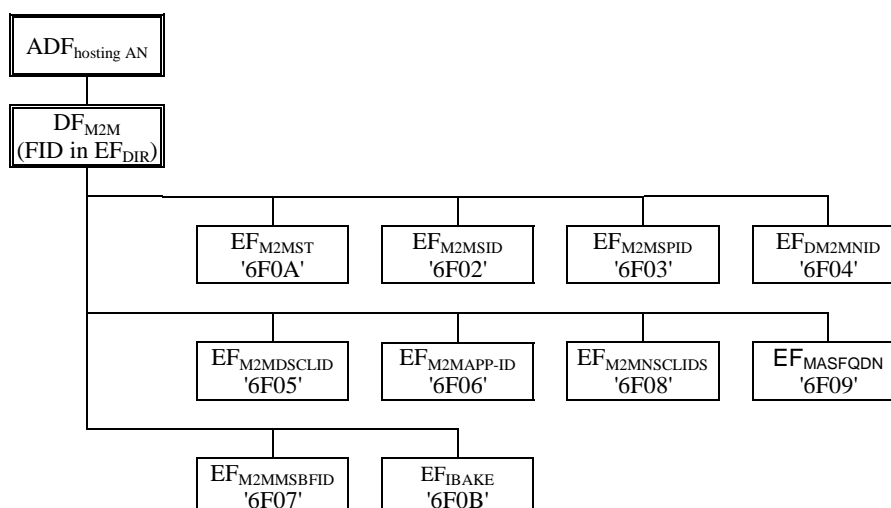 ADFhosting AN
DFM2M
(FID in EFDIR)
EFM2MST
'6F0A'
EFM2MSID
'6F02'
EFM2MSPID
'6F03'
EFDM2MNID
'6F04'
EFM2MDSCLID
'6F05'
EFM2MAPP-ID
'6F06'
EFM2MNSCLIDS
'6F08'
EFMASFQDN
'6F09'
EFM2MMSBFID
'6F07'
EFIBAKE
'6F0B'